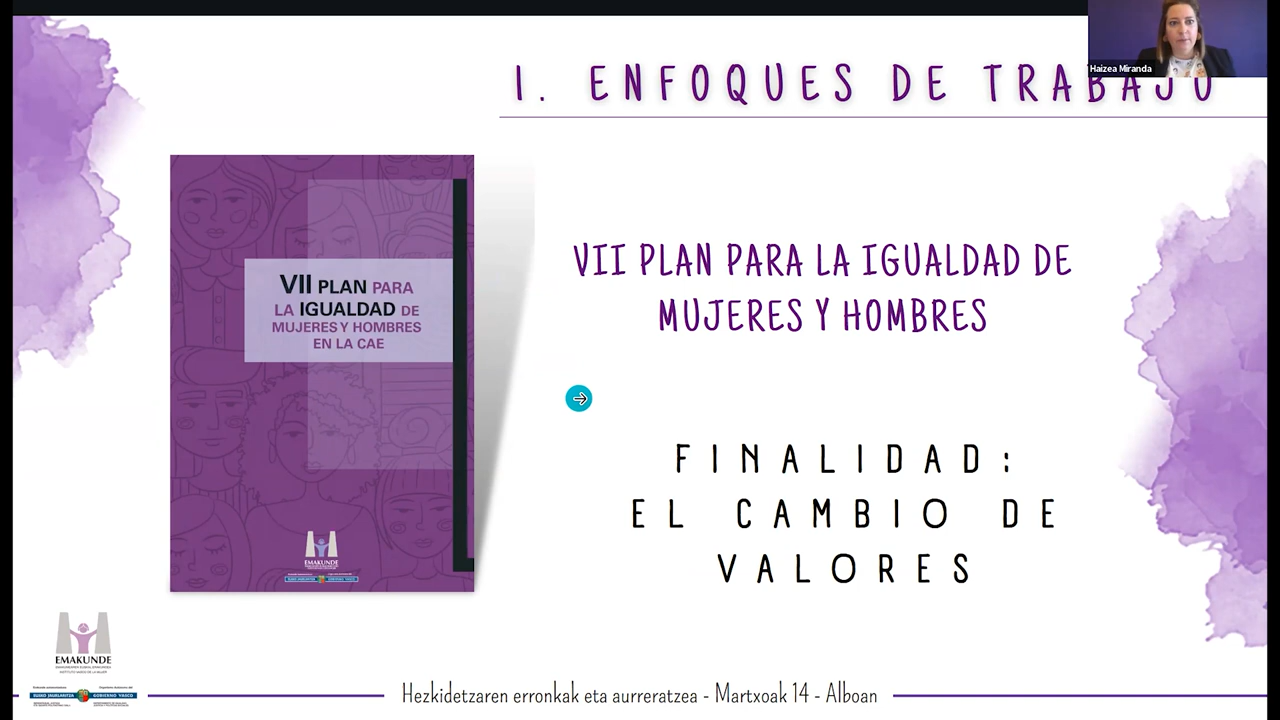 Haizea Miranda
I. ENFOQUES DE TRABAJO
VII PLAN PARA
LA IGUALDAD DE
MUJERES Y HOMBRES
EN LA CAE
EMAKUNDE
VII PLAN PARA LA IGUALDAD DE
MUJERES Y HOMBRES
FINALIDAD:
EL CAMBIO DE
VALORES
EMAKUNDE
EUSKO JAURLARITZA
GOBIERNO VASCO
Hezkidetzaren erronkak eta aurreratzea - Martxoak 14 - Alboan